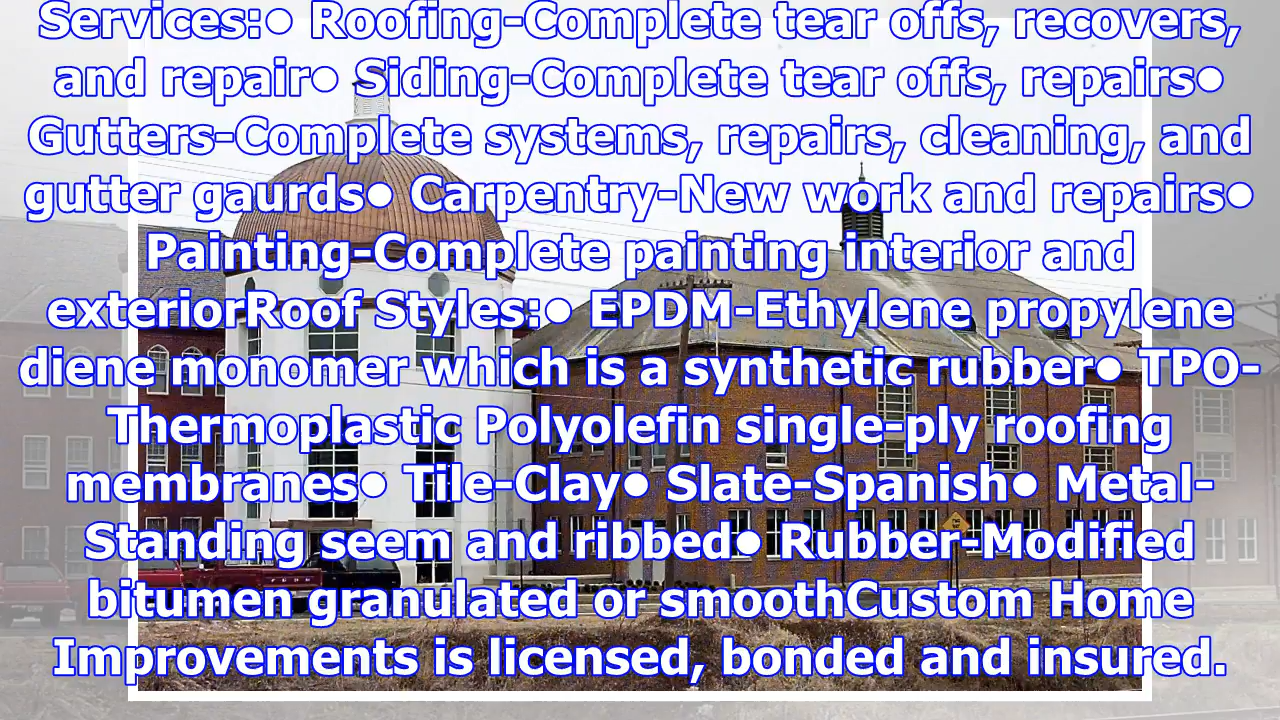 Services:● Roofing-Complete tear offs, recovers,
and repair● Siding-Complete tear offs, repairs●
Gutters-Complete systems, repairs, cleaning, and
gutter gaurds● Carpentry-New work and repairs●
Painting-Complete painting interior and
exteriorRoof Styles:● EPDM-Ethylene propylene
diene monomer which is a synthetic rubber● TPO-
Thermoplastic Polyolefin single-ply roofing
membranes● Tile-Clay● Slate-Spanish● Metal-
Standing seem and ribbed● Rubber-Modified
bitumen granulated or smoothCustom Home
Improvements is licensed, bonded and insured.